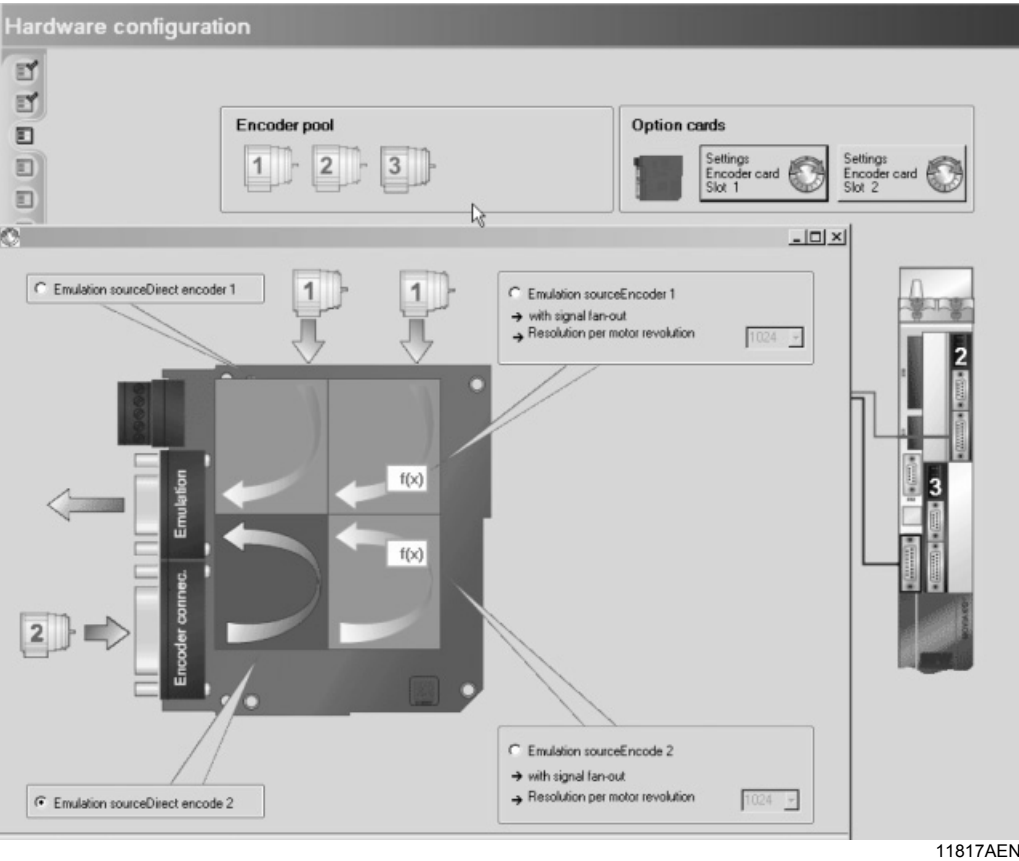 Hardware configuration
Encoder pool
1
2
3
Option cards
Settings
Encoder card
Slot 1
Settings
Encoder card
Slot 2
Emulation sourceDirect encoder 1
1
1
Emulation sourceEncoder 1
with signal fan-out
Resolution per motor revolution
1024
2
3
f(x)
f(x)
Emulation
Encoder connec.
2
Emulation sourceEncode 2
with signal fan-out
Resolution per motor revolution
1024
Emulation sourceDirect encode 2
11817AEN